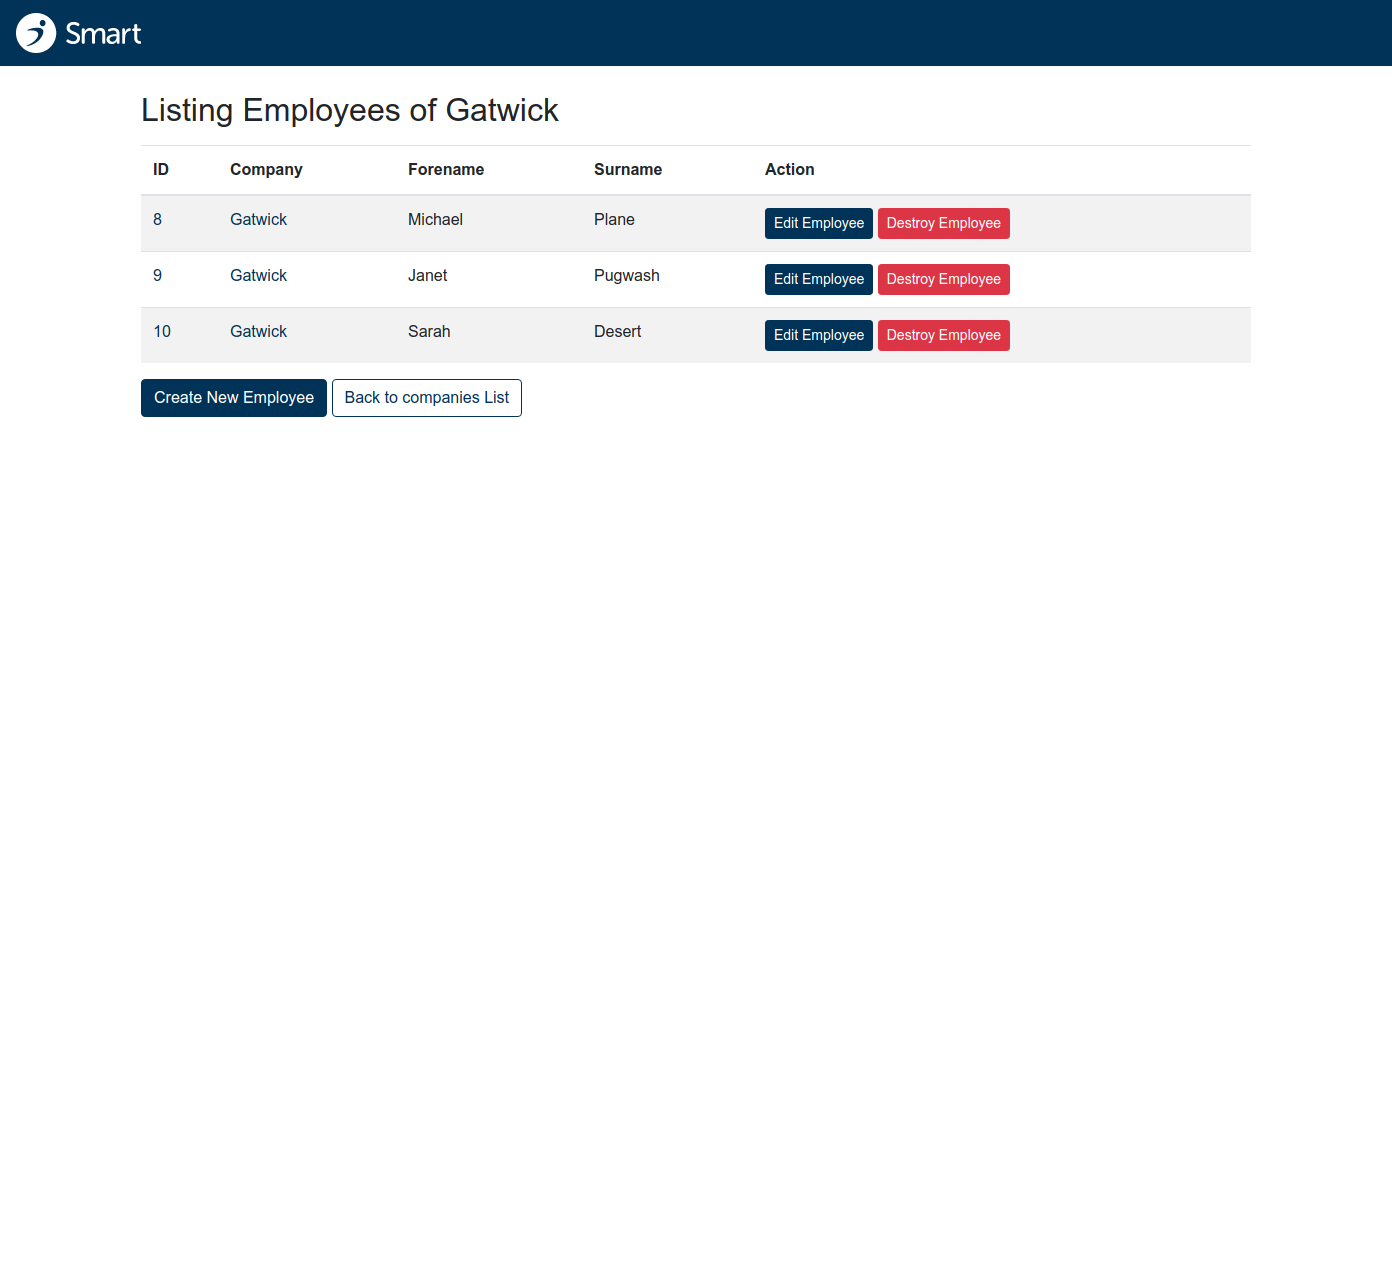 Smart
Listing Employees of Gatwick
ID Company Forename Surname Action
8 Gatwick Michael Plane Edit Employee Destroy Employee
9 Gatwick Janet Pugwash Edit Employee Destroy Employee
10 Gatwick Sarah Desert Edit Employee Destroy Employee
Create New Employee Back to companies List